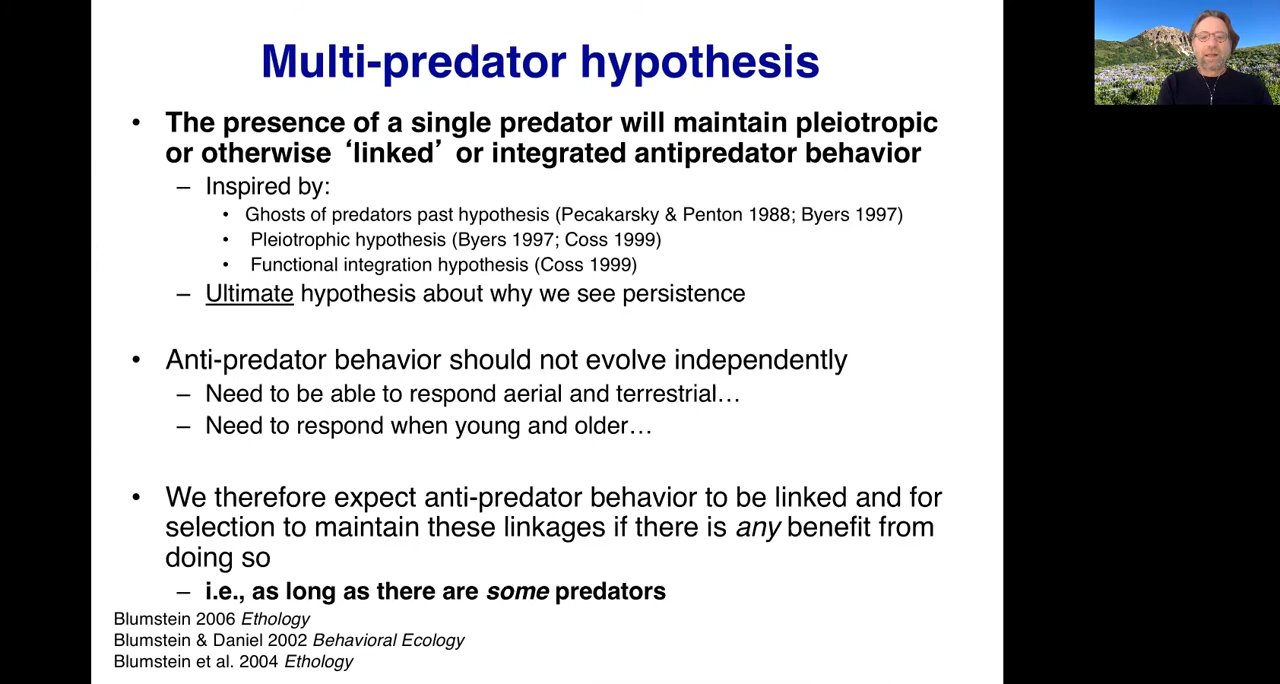 Multi-predator hypothesis
• The presence of a single predator will maintain pleiotropic
or otherwise ‘linked’ or integrated antipredator behavior
– Inspired by:
• Ghosts of predators past hypothesis (Pecakarsky & Penton 1988; Byers 1997)
• Pleiotrophic hypothesis (Byers 1997; Coss 1999)
• Functional integration hypothesis (Coss 1999)
– Ultimate hypothesis about why we see persistence
• Anti-predator behavior should not evolve independently
– Need to be able to respond aerial and terrestrial…
– Need to respond when young and older…
• We therefore expect anti-predator behavior to be linked and for
selection to maintain these linkages if there is any benefit from
doing so
– i.e., as long as there are some predators
Blumstein 2006 Ethology
Blumstein & Daniel 2002 Behavioral Ecology
Blumstein et al. 2004 Ethology